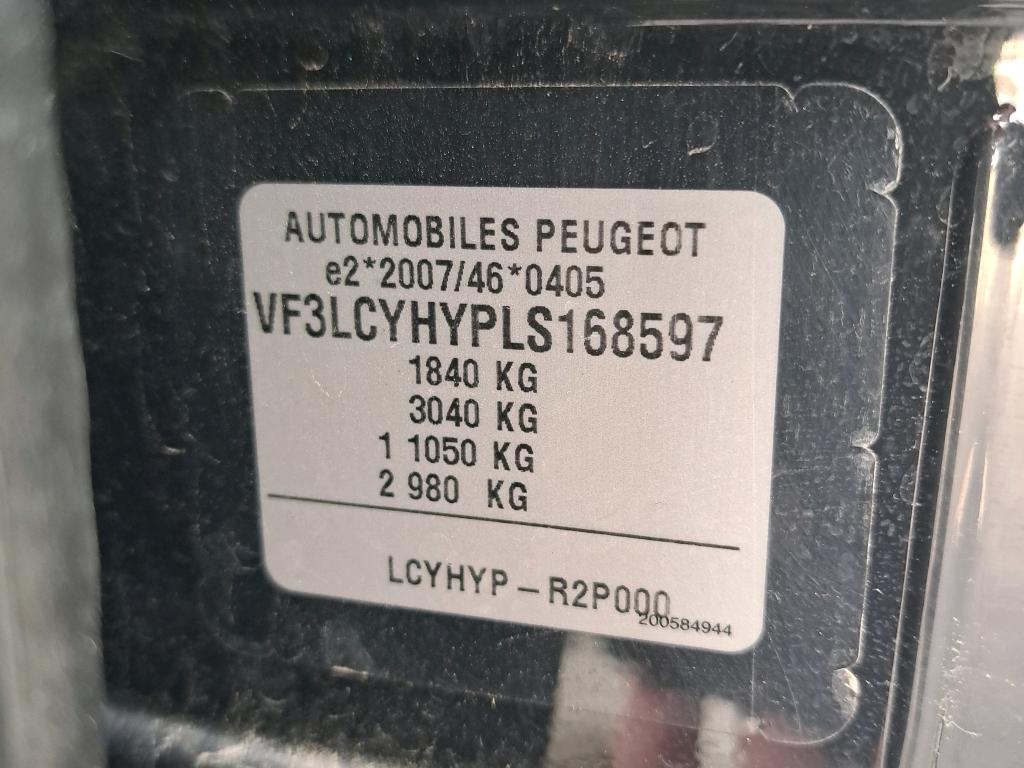 AUTOMOBILES PEUGEOT
e2*2007/46*0405
VF3LCYHYPLS168597
1840 KG
3040 KG
1 1050 KG
2 980 KG
LCYHYP - R2P000
200584944